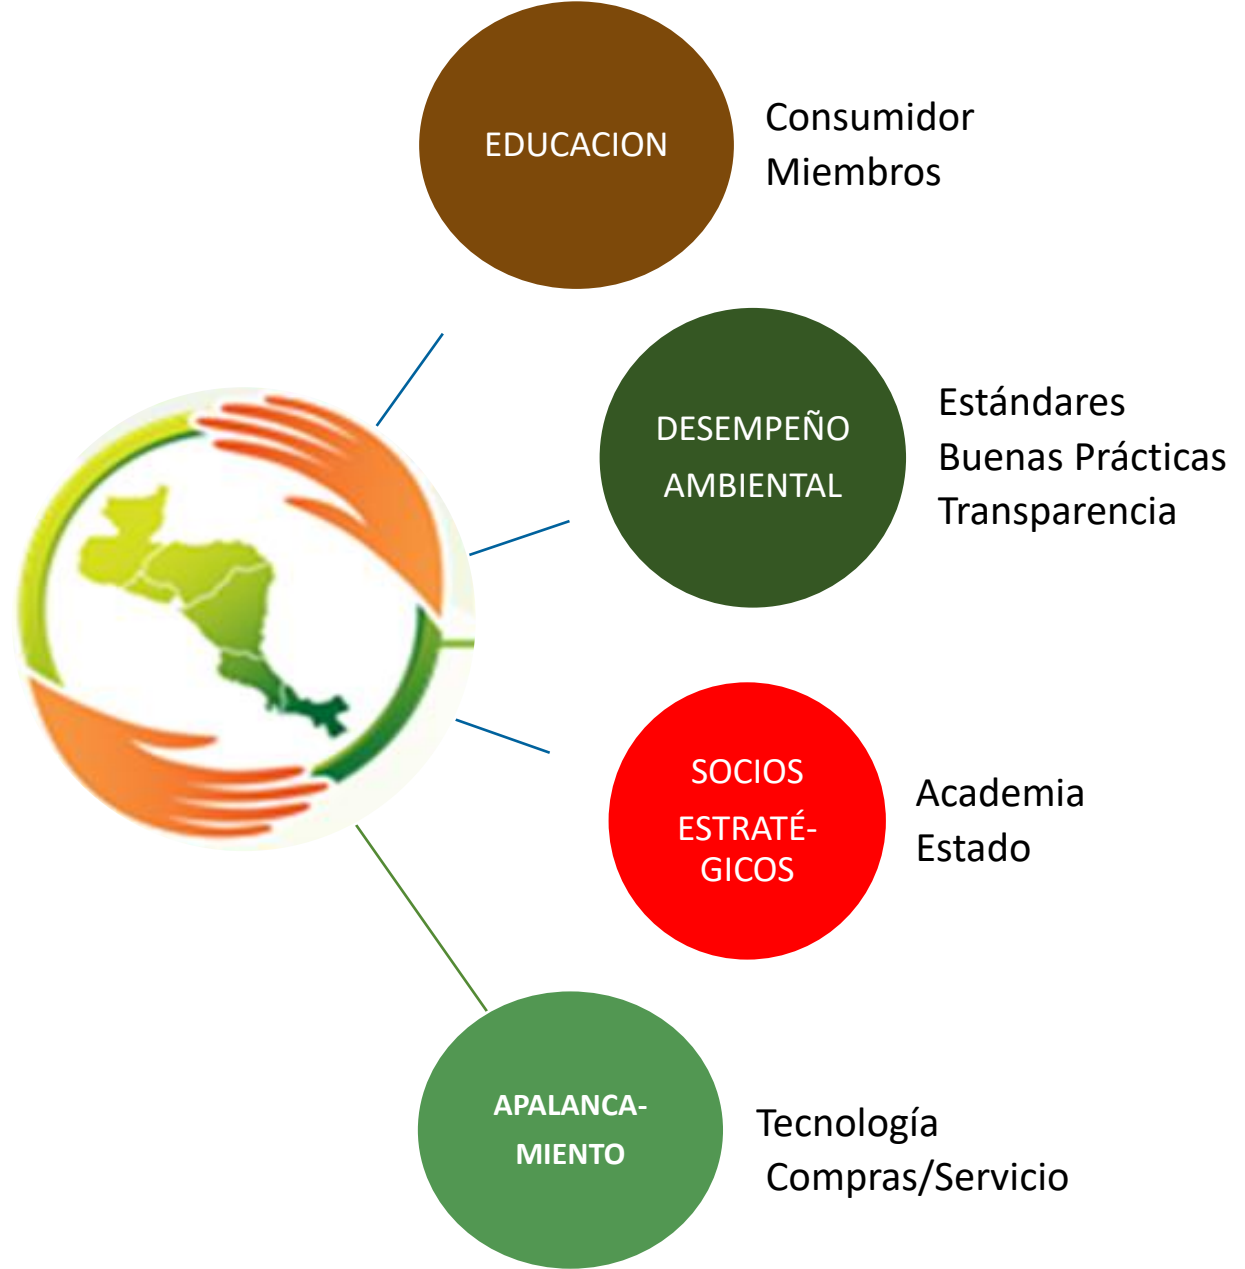 EDUCACION
Consumidor
Miembros
DESEMPEÑO
AMBIENTAL
Estándares
Buenas Prácticas
Transparencia
SOCIOS
ESTRATÉ-
GICOS
Academia
Estado
APALANCA-
MIENTO
Tecnología
Compras/Servicio